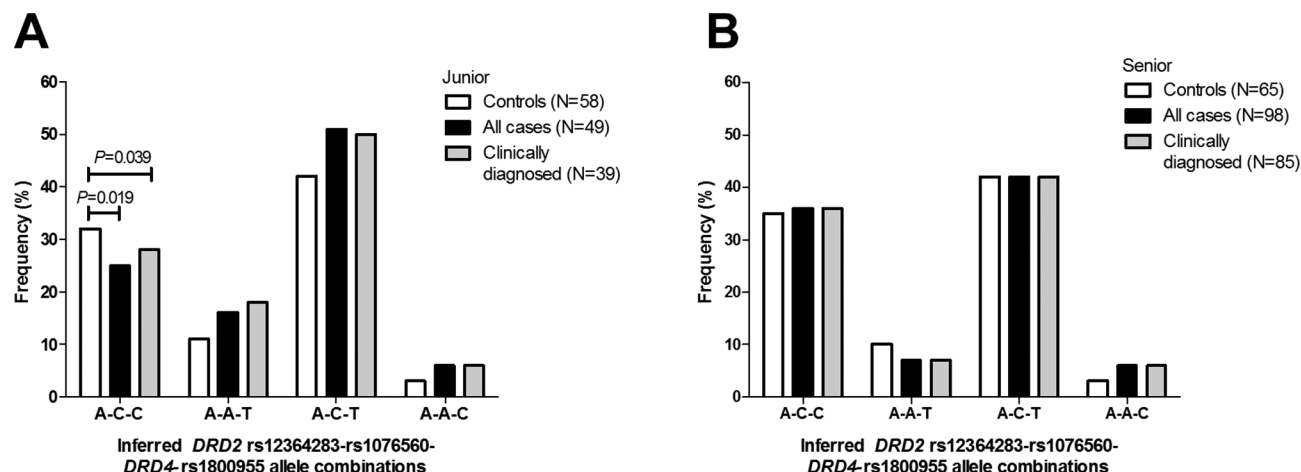 A
Junior
Controls (N=58)
All cases (N=49)
Clinically
diagnosed (N=39)
60
50
40
30
20
10
0
Frequency (%)
P=0.039
P=0.019
A-C-C
A-A-T
A-C-T
A-A-C
Inferred DRD2 rs12364283-rs1076560-
DRD4-rs1800955 allele combinations
B
Senior
Controls (N=65)
All cases (N=98)
Clinically
diagnosed (N=85)
60
50
40
30
20
10
0
Frequency (%)
A-C-C
A-A-T
A-C-T
A-A-C
Inferred DRD2 rs12364283-rs1076560-
DRD4-rs1800955 allele combinations